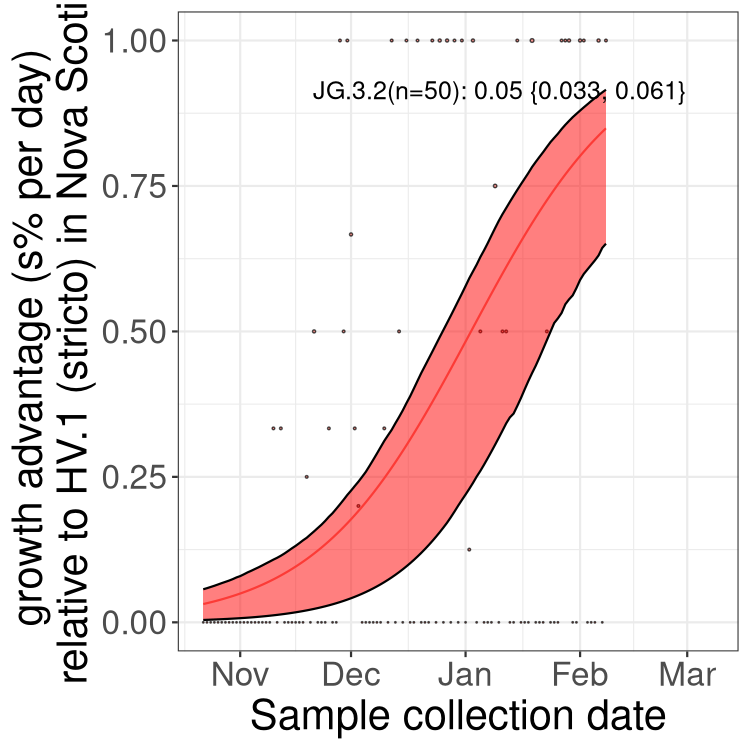 growth advantage (s% per day)
relative to HV.1 (stricto) in Nova Scoti
1.00
0.75
0.50
0.25
0.00
JG.3.2(n=50): 0.05 {0.033, 0.061}
Nov Dec Jan Feb Mar
Sample collection date